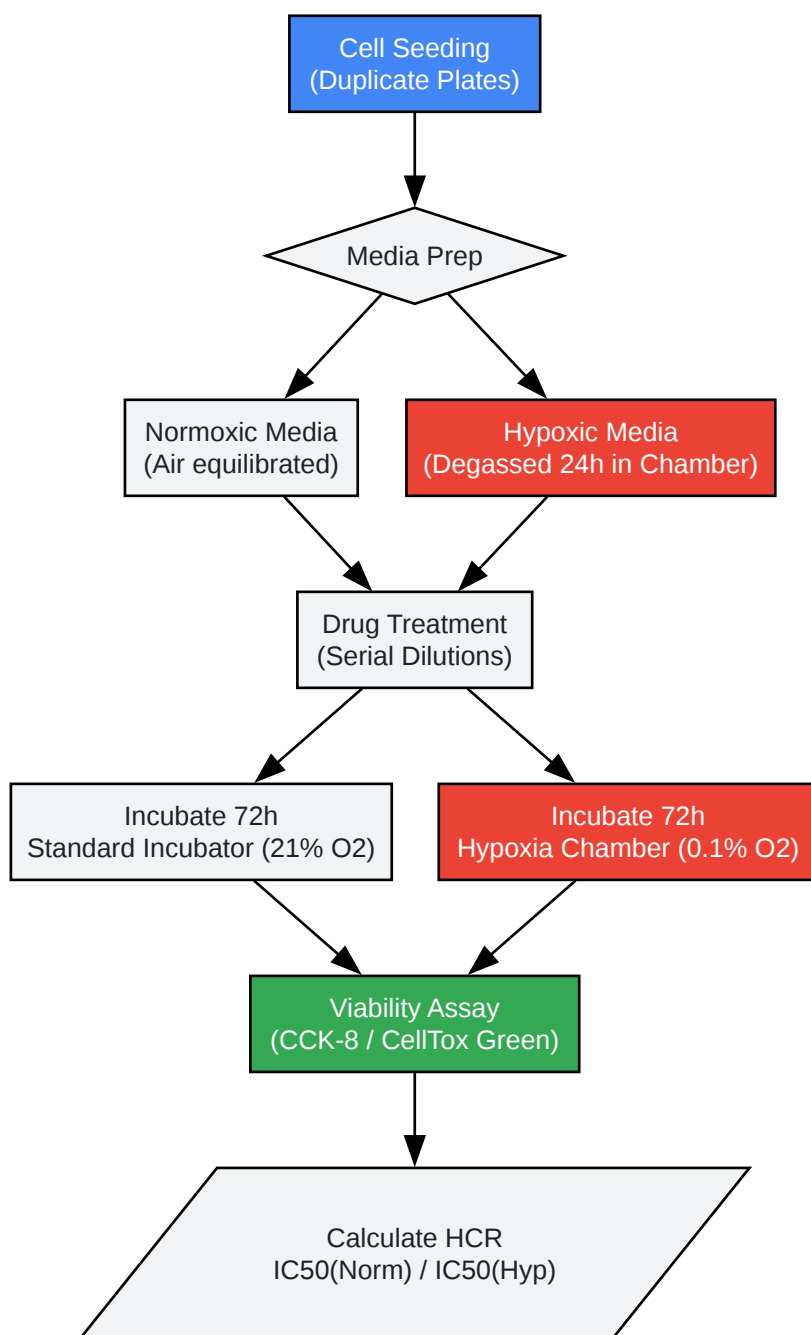 Cell Seeding
(Duplicate Plates)
Media Prep
Normoxic Media
(Air equilibrated)
Hypoxic Media
(Degassed 24h in Chamber)
Drug Treatment
(Serial Dilutions)
Incubate 72h
Standard Incubator (21% O2)
Incubate 72h
Hypoxia Chamber (0.1% O2)
Viability Assay
(CCK-8 / CellTox Green)
Calculate HCR
IC50(Norm) / IC50(Hyp)